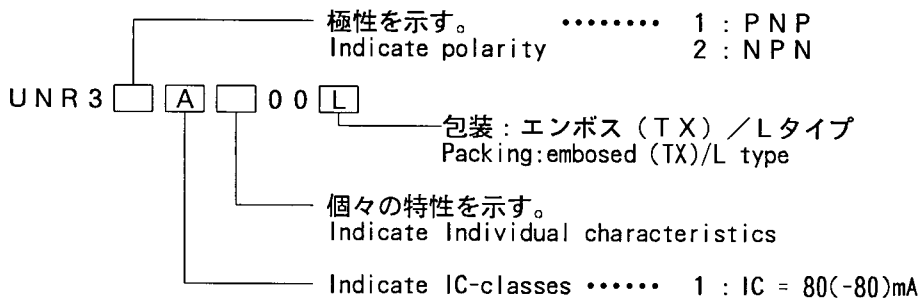 極性を示す。 ········ 1 : PNP
Indicate polarity 2 : NPN
UNR3 A 00 L
包装：エンボス（TX）／Lタイプ
Packing:embosed (TX)/L type
個々の特性を示す。
Indicate Individual characteristics
Indicate IC-classes ······ 1 : IC = 80(-80)mA